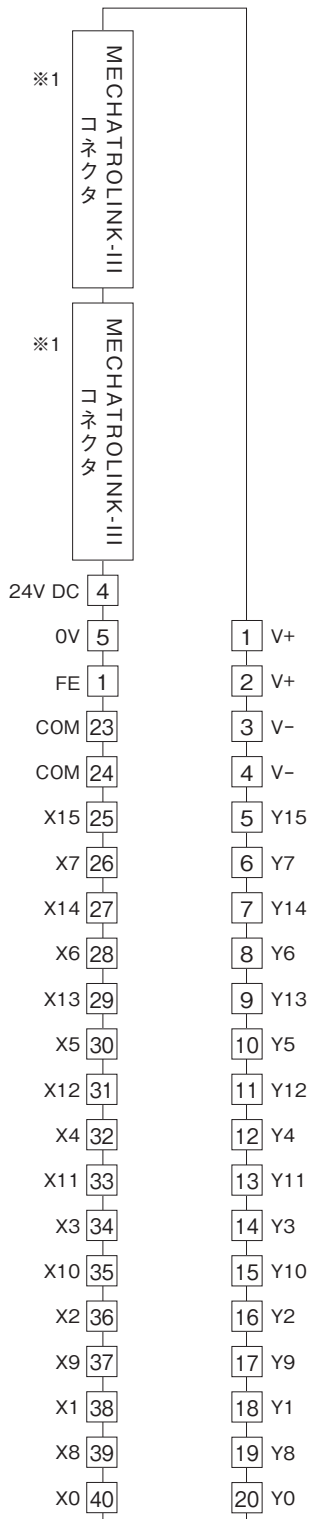 ※1
MECHATROLINK-III
コネクタ
※1
MECHATROLINK-III
コネクタ
24V DC 4
0V 5 1 V+
FE 1 2 V+
COM 23 3 V-
COM 24 4 V-
X15 25 5 Y15
X7 26 6 Y7
X14 27 7 Y14
X6 28 8 Y6
X13 29 9 Y13
X5 30 10 Y5
X12 31 11 Y12
X4 32 12 Y4
X11 33 13 Y11
X3 34 14 Y3
X10 35 15 Y10
X2 36 16 Y2
X9 37 17 Y9
X1 38 18 Y1
X8 39 19 Y8
X0 40 20 Y0